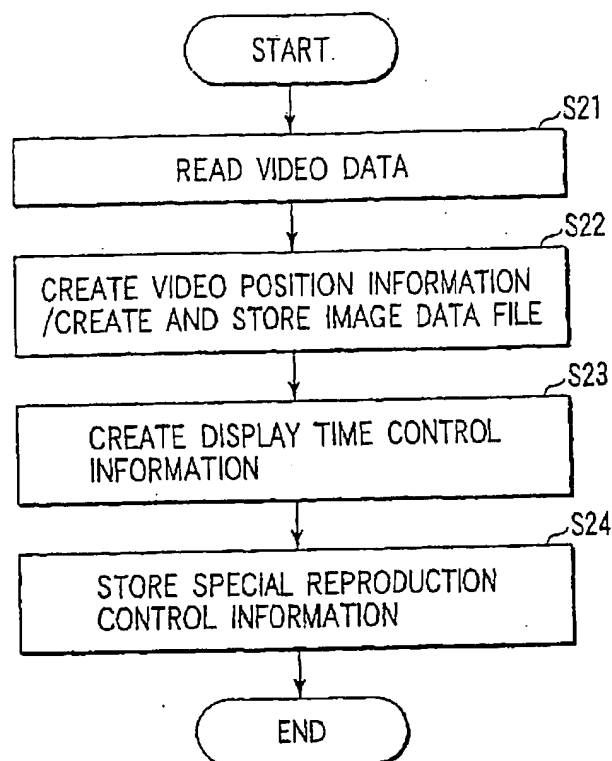 START
S21
READ VIDEO DATA
S22
CREATE VIDEO POSITION INFORMATION
/CREATE AND STORE IMAGE DATA FILE
S23
CREATE DISPLAY TIME CONTROL
INFORMATION
S24
STORE SPECIAL REPRODUCTION
CONTROL INFORMATION
END